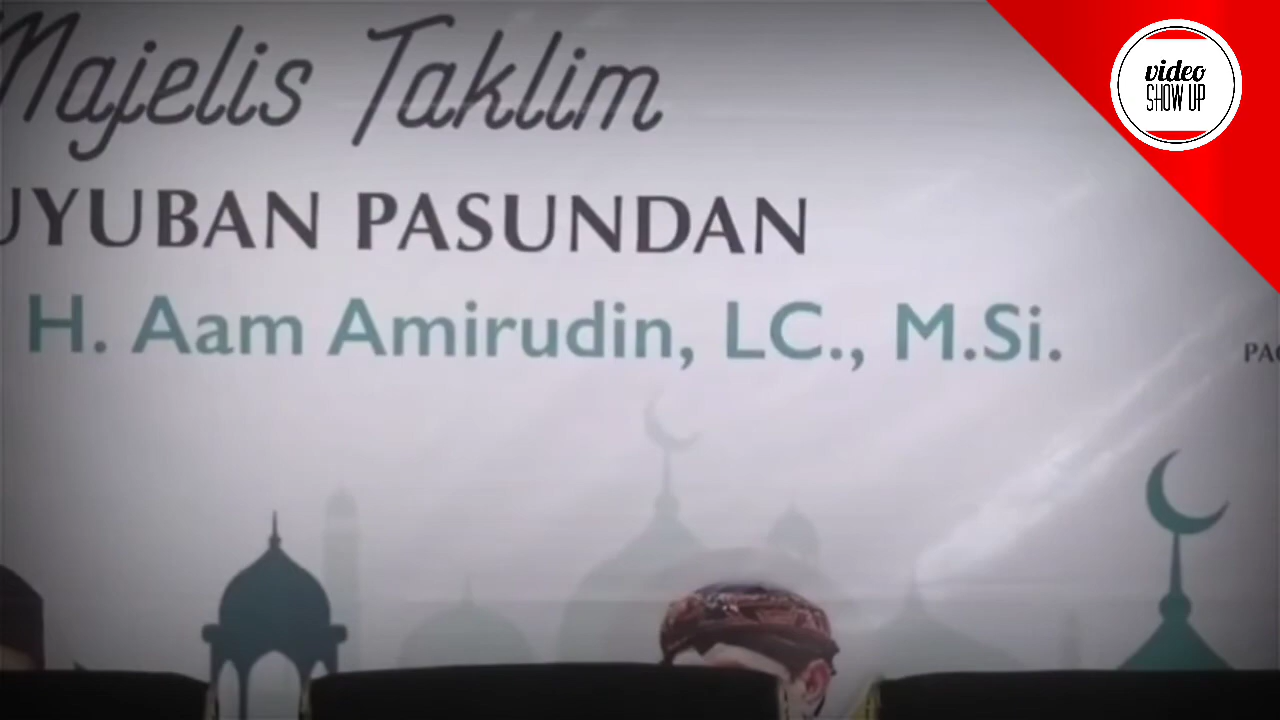 Majelis Taklim
UYUBAN PASUNDAN
H. Aam Amirudin, LC., M.Si.
video
SHOW UP